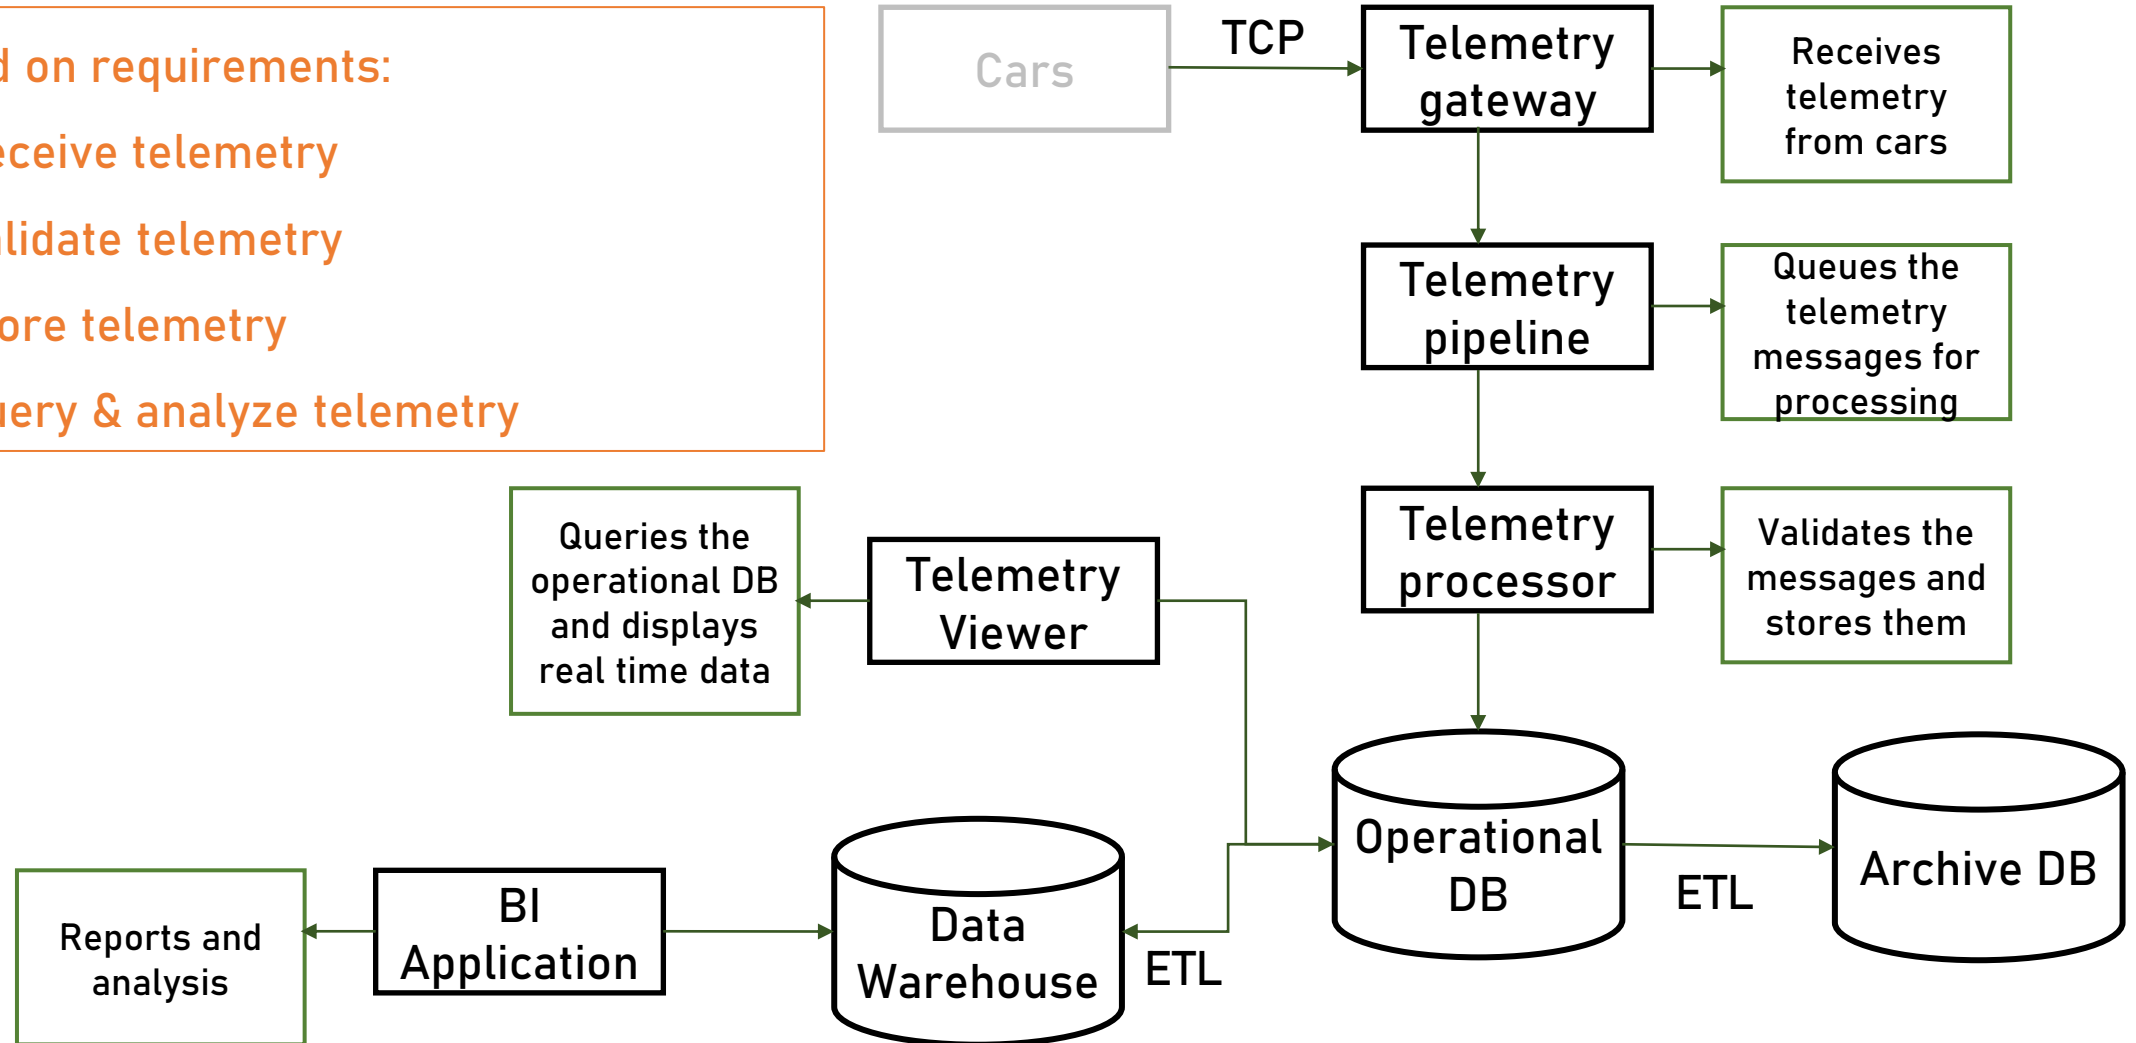 d on requirements:
eceive telemetry
lidate telemetry
ore telemetry
uery & analyze telemetry
Cars
TCP
Telemetry
gateway
Receives
telemetry
from cars
Telemetry
pipeline
Queues the
telemetry
messages for
processing
Telemetry
processor
Validates the
messages and
stores them
Queries the
operational DB
and displays
real time data
Telemetry
Viewer
Operational
DB
ETL
Archive DB
Reports and
analysis
BI
Application
Data
Warehouse
ETL